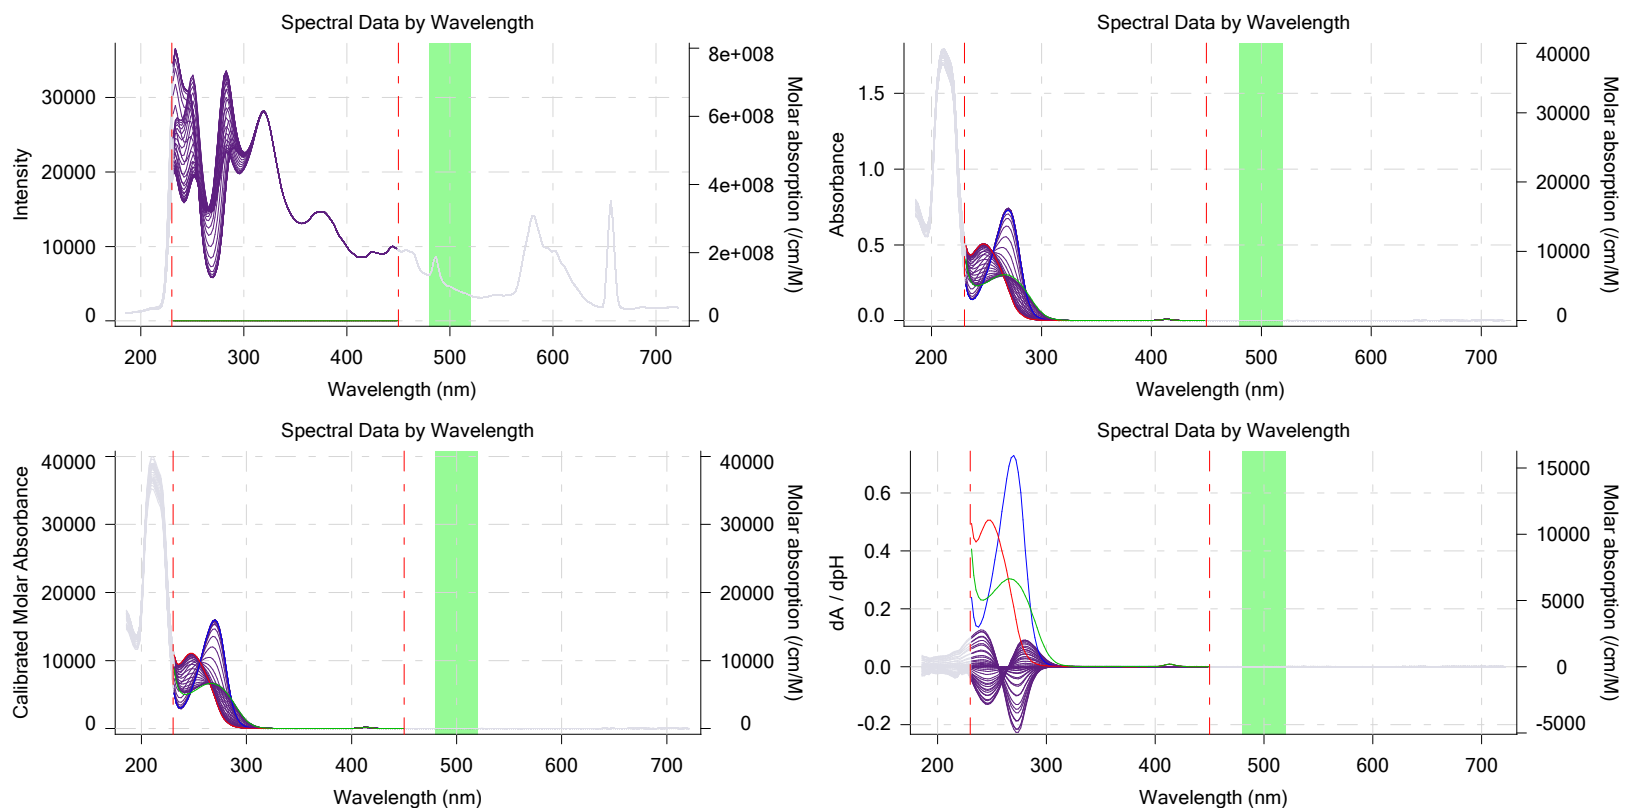 Spectral Data by Wavelength
Intensity
30000
20000
10000
0
8e+008
6e+008
4e+008
2e+008
0
Molar absorption (/cm/M)
200 300 400 500 600 700
Wavelength (nm)
Spectral Data by Wavelength
Absorbance
1.5
1.0
0.5
0.0
40000
30000
20000
10000
0
Molar absorption (/cm/M)
200 300 400 500 600 700
Wavelength (nm)
Spectral Data by Wavelength
Calibrated Molar Absorbance
40000
30000
20000
10000
0
40000
30000
20000
10000
0
Molar absorption (/cm/M)
200 300 400 500 600 700
Wavelength (nm)
Spectral Data by Wavelength
dA / dpH
0.6
0.4
0.2
0.0
-0.2
15000
10000
5000
0
-5000
Molar absorption (/cm/M)
200 300 400 500 600 700
Wavelength (nm)